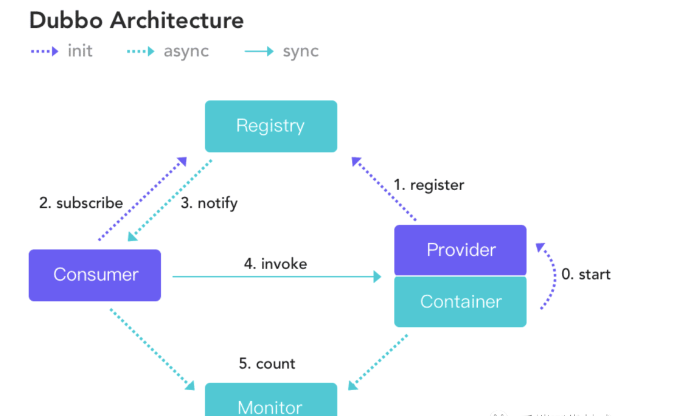 Dubbo Architecture
init async sync
Registry
1. register
2. subscribe 3. notify
Provider
4. invoke
Consumer
0. start
Container
5. count
Monitor